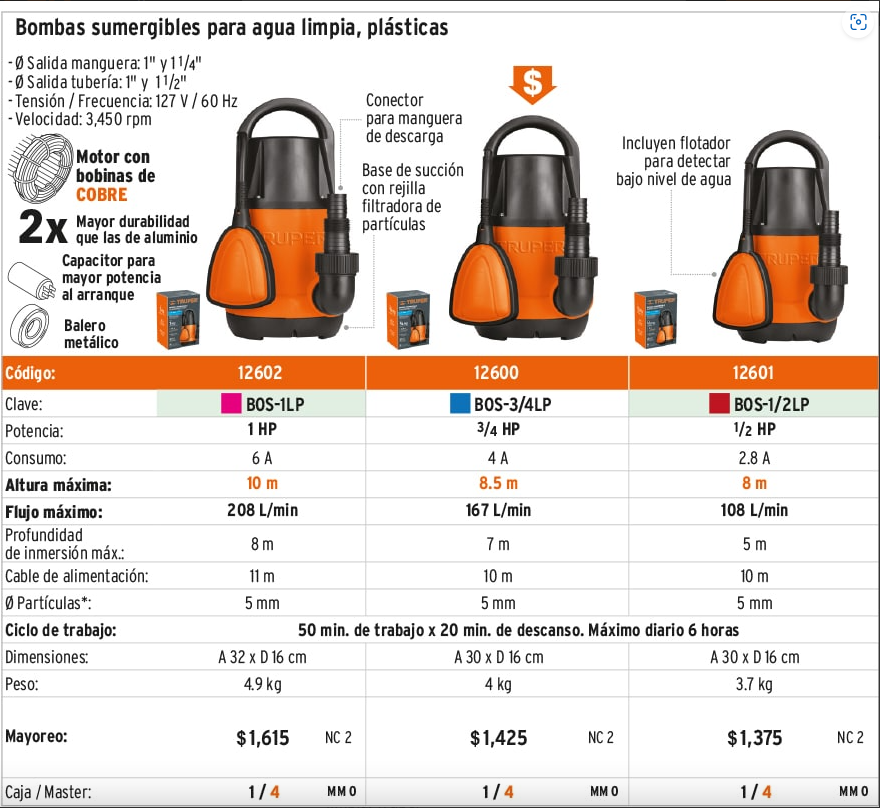 Bombas sumergibles para agua limpia, plásticas
- Ø Salida manguera: 1" y 1 1/4"
- Ø Salida tubería: 1" y 1 1/2"
- Tensión / Frecuencia: 127 V / 60 Hz
- Velocidad: 3,450 rpm
Motor con
bobinas de
COBRE
2x
Mayor durabilidad
que las de aluminio
Capacitor para
mayor potencia
al arranque
Balero
metálico
Conector
para manguera
de descarga
Base de succión
con rejilla
filtradora de
partículas
$
Incluyen flotador
para detectar
bajo nivel de agua
TRUPER
TRUPER
TRUPER
Código: 12602 12600 12601
Clave: BOS-1LP BOS-3/4LP BOS-1/2LP
Potencia: 1 HP 3/4 HP 1/2 HP
Consumo: 6 A 4 A 2.8 A
Altura máxima: 10 m 8.5 m 8 m
Flujo máximo: 208 L/min 167 L/min 108 L/min
Profundidad
de inmersión máx.: 8 m 7 m 5 m
Cable de alimentación: 11 m 10 m 10 m
Ø Partículas*: 5 mm 5 mm 5 mm
Ciclo de trabajo: 50 min. de trabajo x 20 min. de descanso. Máximo diario 6 horas
Dimensiones: A 32 x D 16 cm A 30 x D 16 cm A 30 x D 16 cm
Peso: 4.9 kg 4 kg 3.7 kg
Mayoreo: $1,615 NC 2 $1,425 NC 2 $1,375 NC 2
Caja / Master: 1 / 4 MM 0 1 / 4 MM 0 1 / 4 MM 0